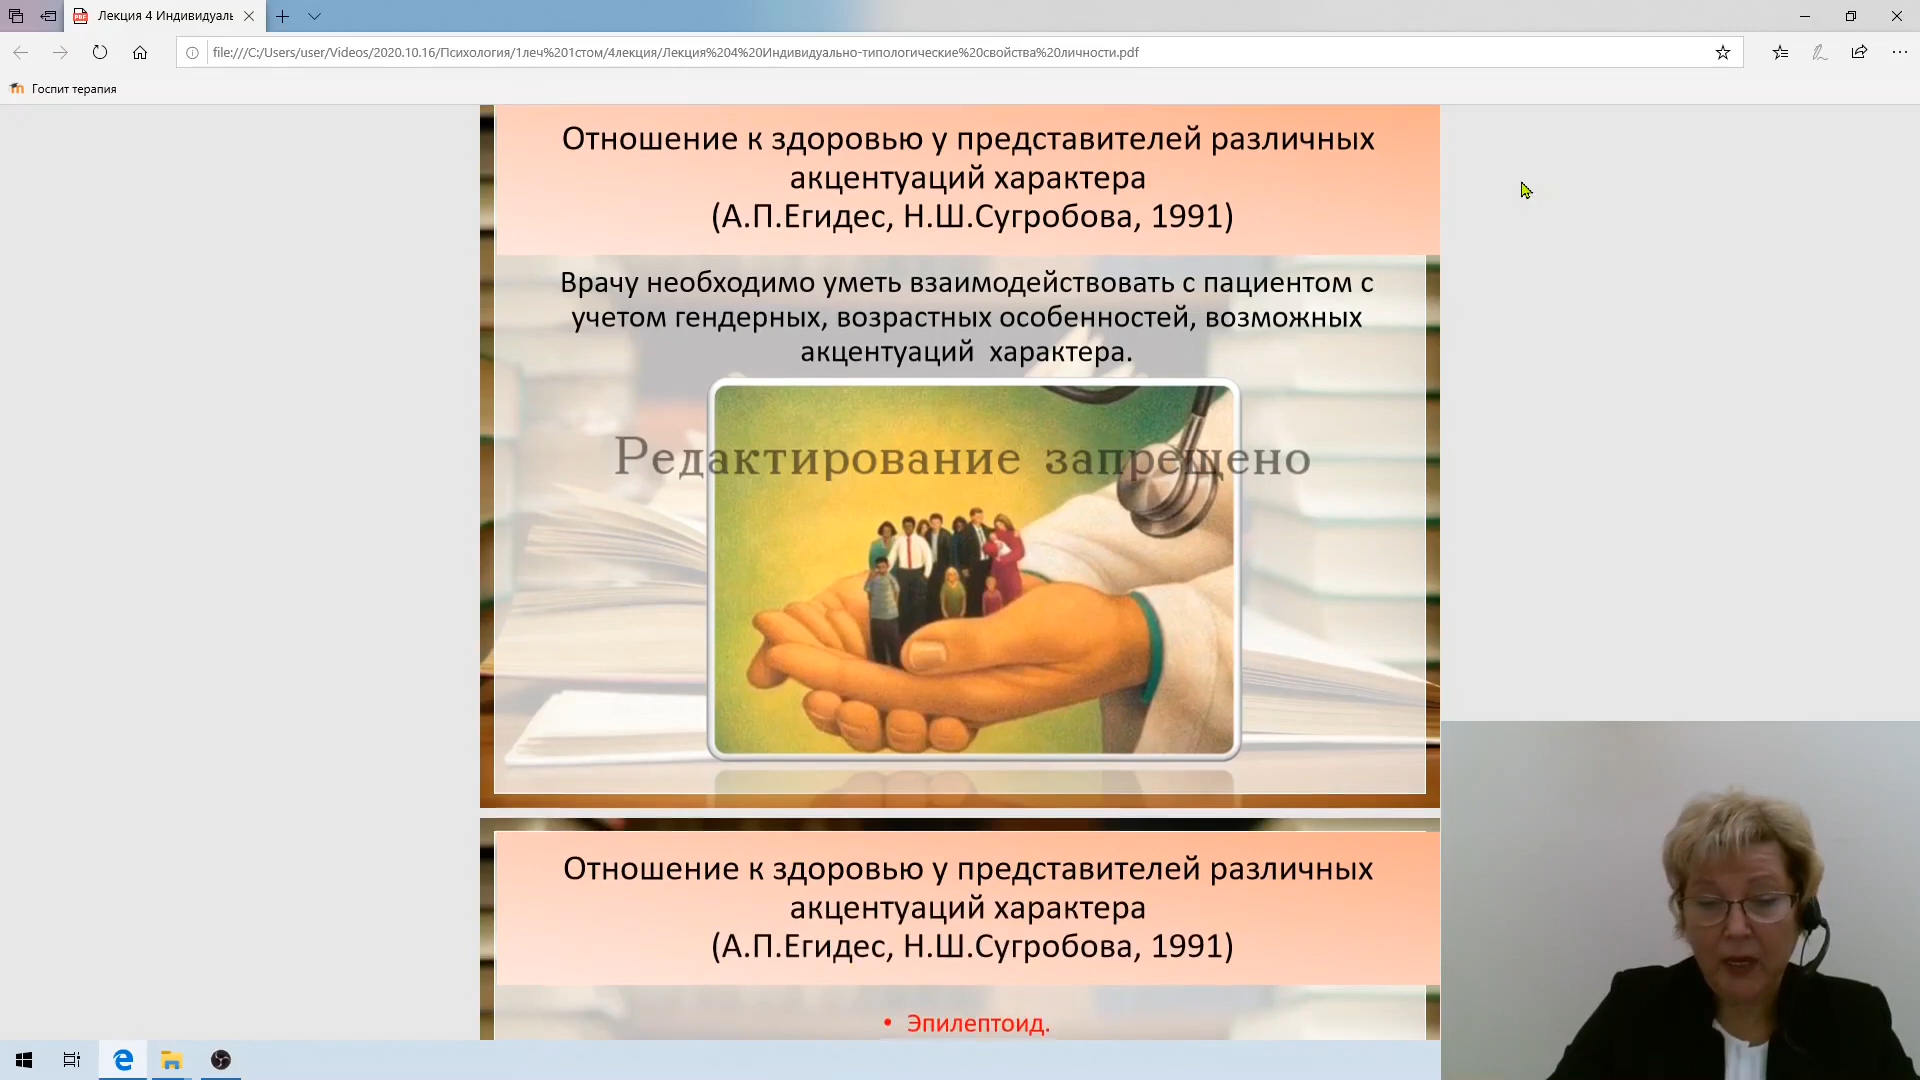 Лекция 4 Индивидуаль
file:///C:/Users/user/Videos/2020.10.16/Психология/1леч%201стом/4лекция/Лекция%204%20Индивидуально-типологические%20свойства%20личности.pdf
Госпит терапия
Отношение к здоровью у представителей различных
акцентуаций характера
(А.П.Егидес, Н.Ш.Сугробова, 1991)
Врачу необходимо уметь взаимодействовать с пациентом с
учетом гендерных, возрастных особенностей, возможных
акцентуаций характера.
Редактирование запрещено
Отношение к здоровью у представителей различных
акцентуаций характера
(А.П.Егидес, Н.Ш.Сугробова, 1991)
• Эпилептоид.